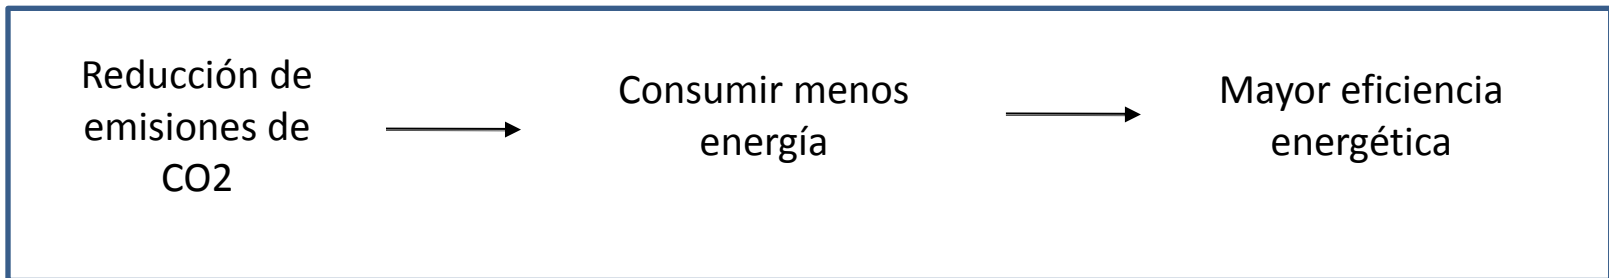 Reducción de
emisiones de
CO2
Consumir menos
energía
Mayor eficiencia
energética